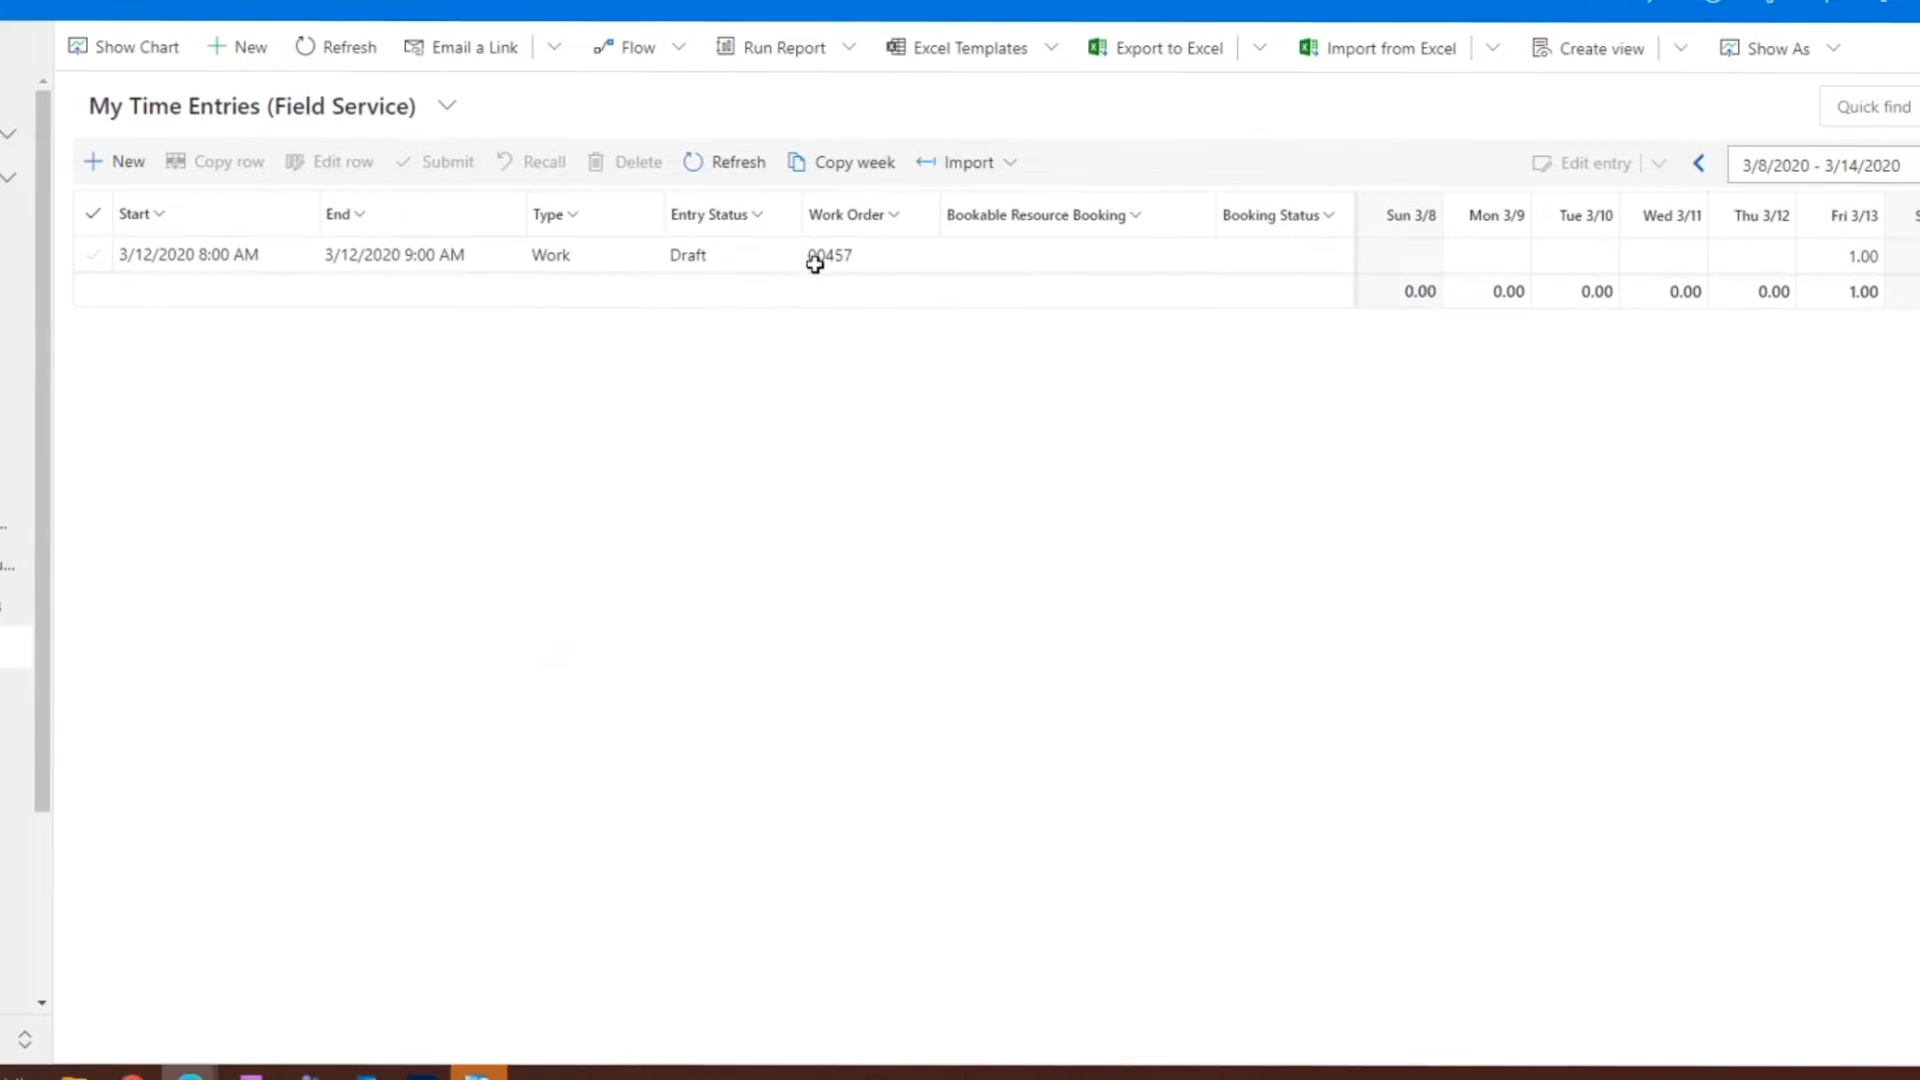 Show Chart New Refresh Email a Link Flow Run Report Excel Templates Export to Excel Import from Excel Create view Show As
My Time Entries (Field Service) Quick find
New Copy row Edit row Submit Recall Delete Refresh Copy week Import Edit entry 3/8/2020 - 3/14/2020
Start End Type Entry Status Work Order Bookable Resource Booking Booking Status Sun 3/8 Mon 3/9 Tue 3/10 Wed 3/11 Thu 3/12 Fri 3/13
3/12/2020 8:00 AM 3/12/2020 9:00 AM Work Draft 00457 1.00
0.00 0.00 0.00 0.00 0.00 1.00